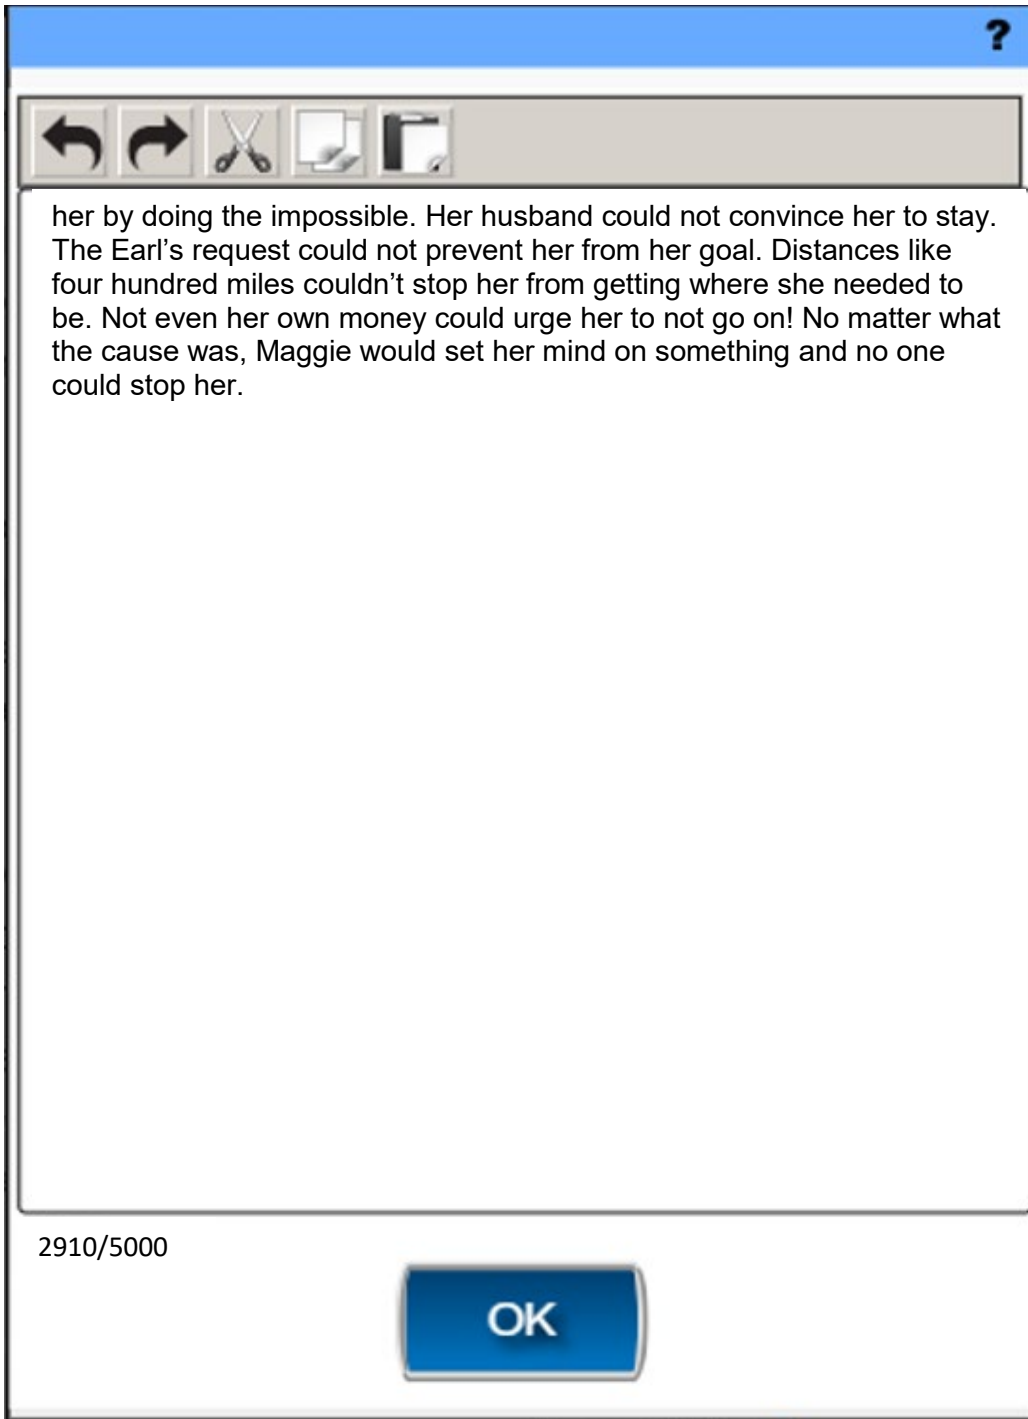 ?
her by doing the impossible. Her husband could not convince her to stay.
The Earl’s request could not prevent her from her goal. Distances like
four hundred miles couldn’t stop her from getting where she needed to
be. Not even her own money could urge her to not go on! No matter what
the cause was, Maggie would set her mind on something and no one
could stop her.
2910/5000
OK